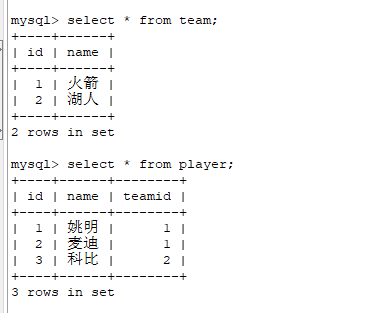 mysql> select * from team;
+----+------+
| id | name |
+----+------+
|  1 | 火箭 |
|  2 | 湖人 |
+----+------+
2 rows in set
mysql> select * from player;
+----+------+--------+
| id | name | teamid |
+----+------+--------+
|  1 | 姚明 |      1 |
|  2 | 麦迪 |      1 |
|  3 | 科比 |      2 |
+----+------+--------+
3 rows in set